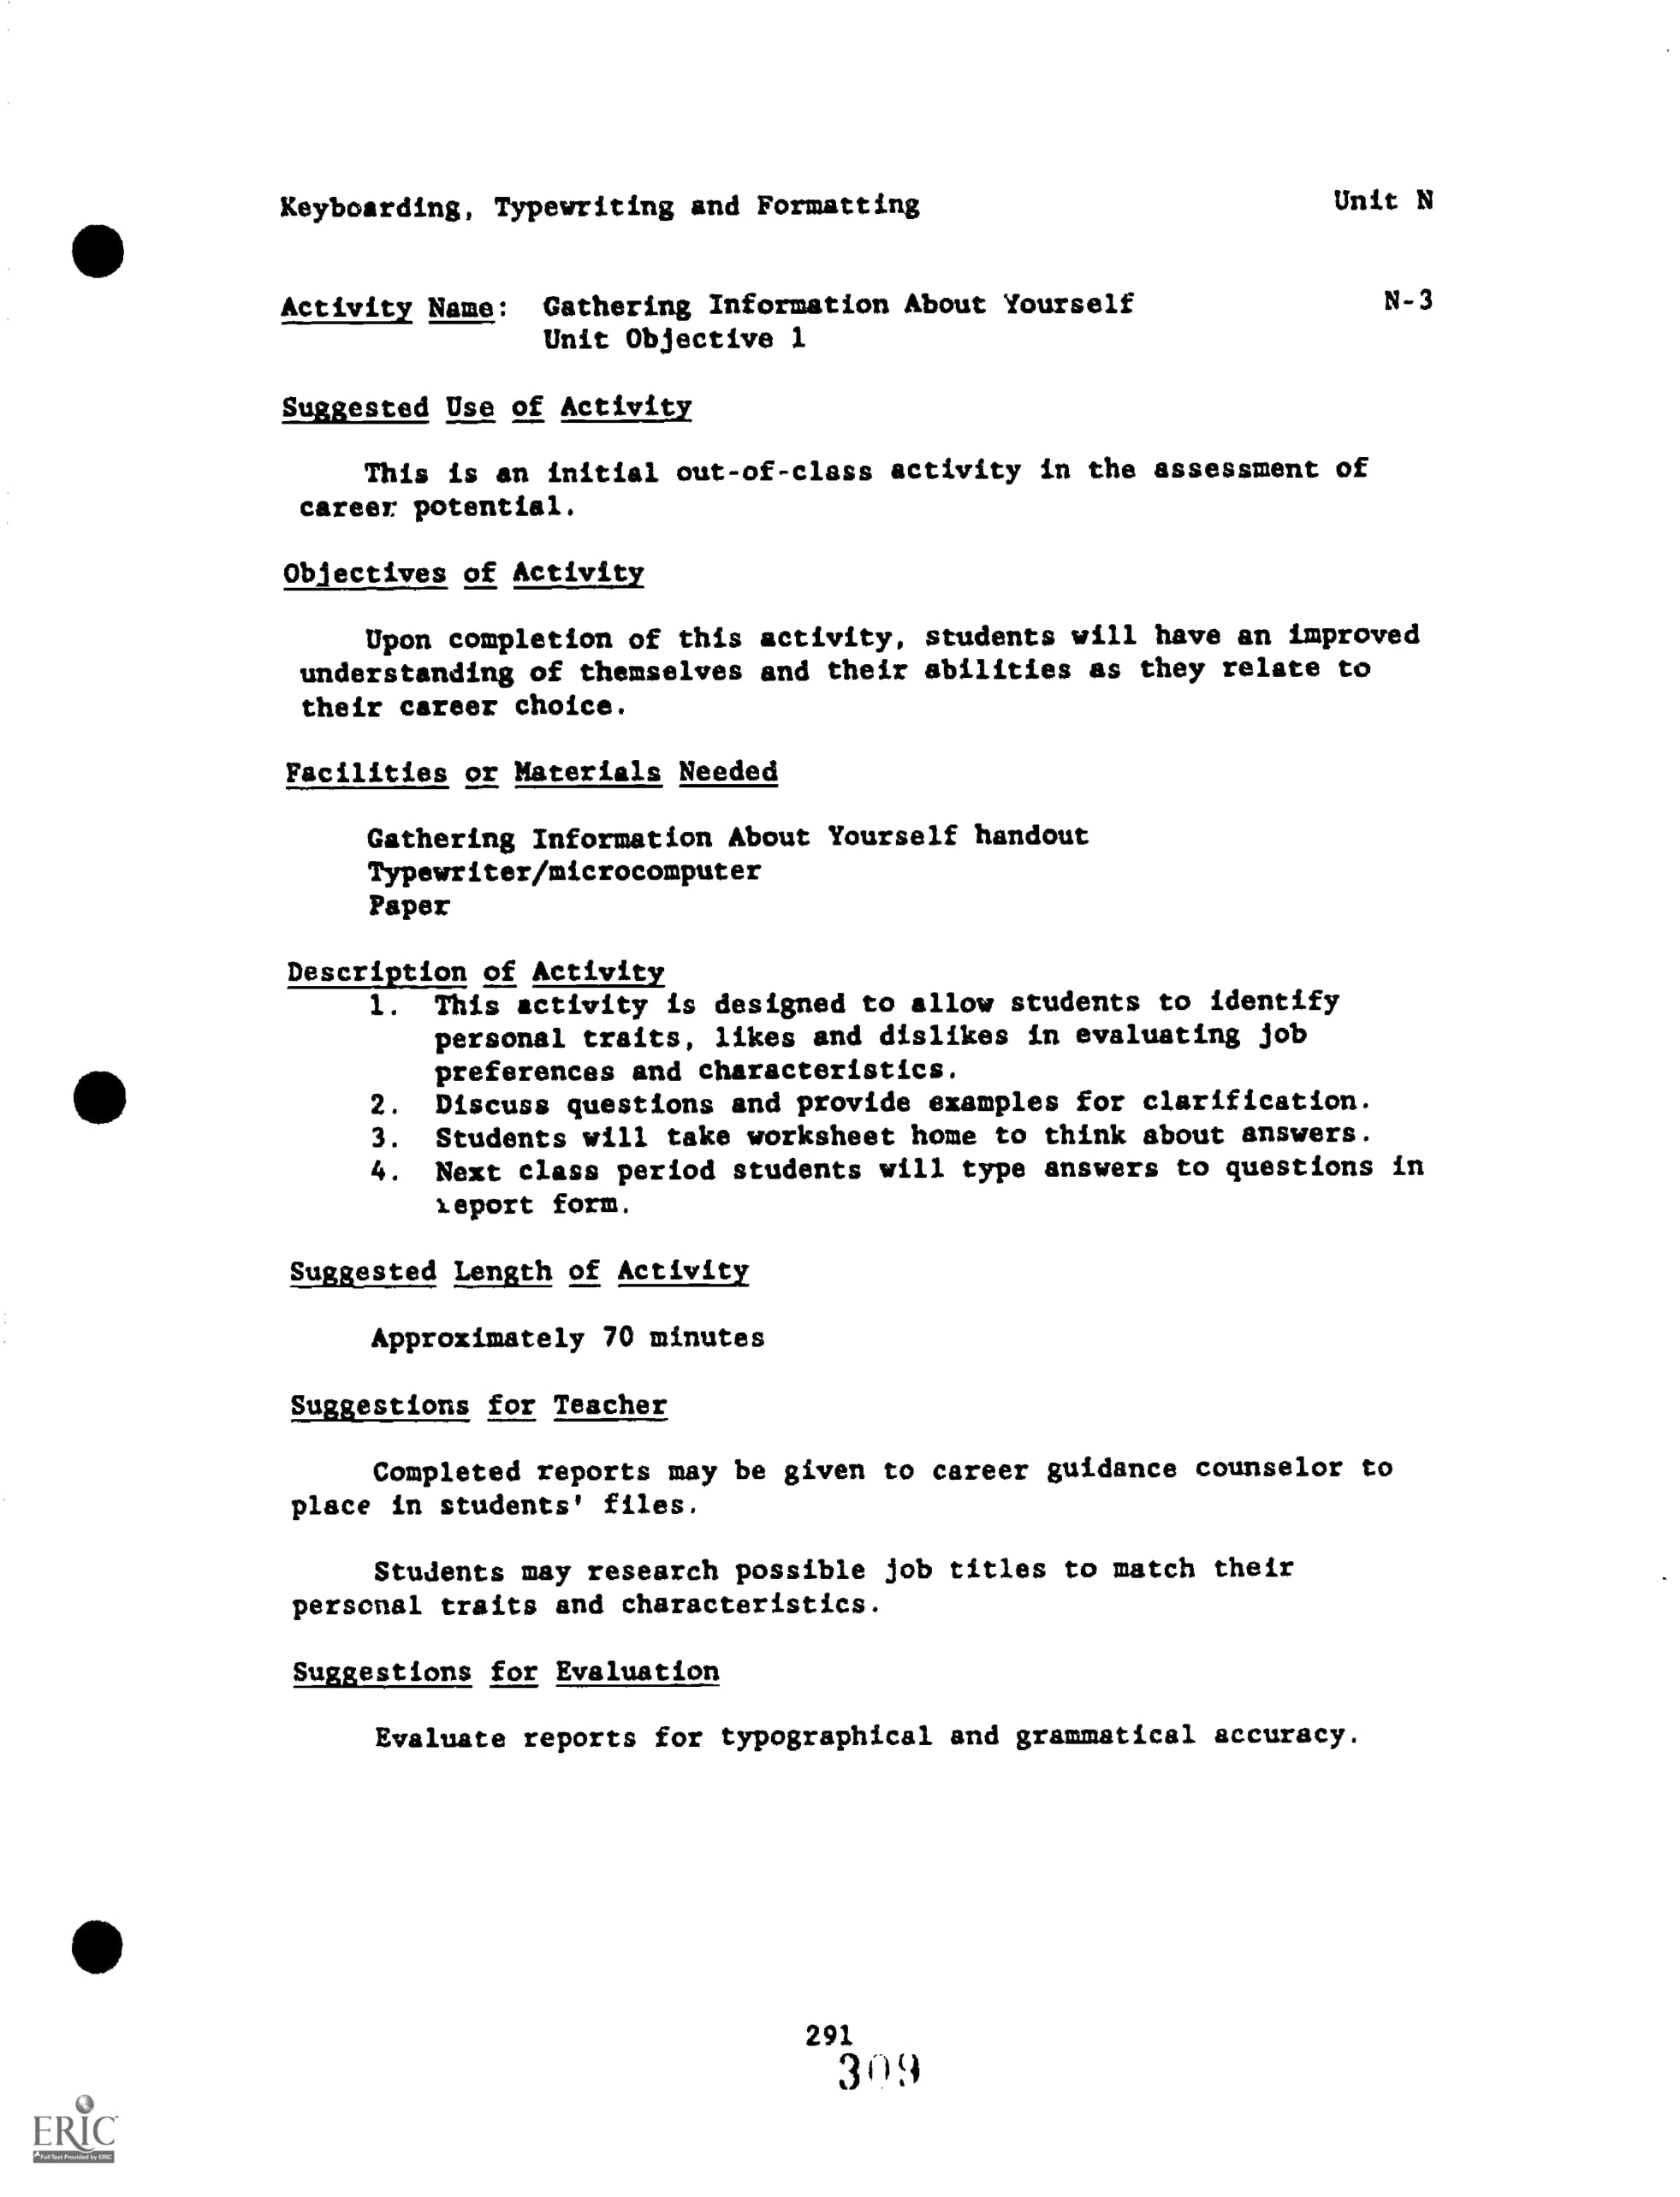 Keyboarding, Typewriting and Formatting Unit N
Activity Name: Gathering Information About Yourself N-3
Unit Objective 1
Suggested Use of Activity
This is an initial out-of-class activity in the assessment of
career potential.
Objectives of Activity
Upon completion of this activity, students will have an improved
understanding of themselves and their abilities as they relate to
their career choice.
Facilities or Materials Needed
Gathering Information About Yourself handout
Typewriter/microcomputer
Paper
Description of Activity
1. This activity is designed to allow students to identify
personal traits, likes and dislikes in evaluating job
preferences and characteristics.
2. Discuss questions and provide examples for clarification.
3. Students will take worksheet home to think about answers.
4. Next class period students will type answers to questions in
report form.
Suggested Length of Activity
Approximately 70 minutes
Suggestions for Teacher
Completed reports may be given to career guidance counselor to
place in students' files.
Students may research possible job titles to match their
personal traits and characteristics.
Suggestions for Evaluation
Evaluate reports for typographical and grammatical accuracy.
291
309
ERIC
Full Text Provided by ERIC